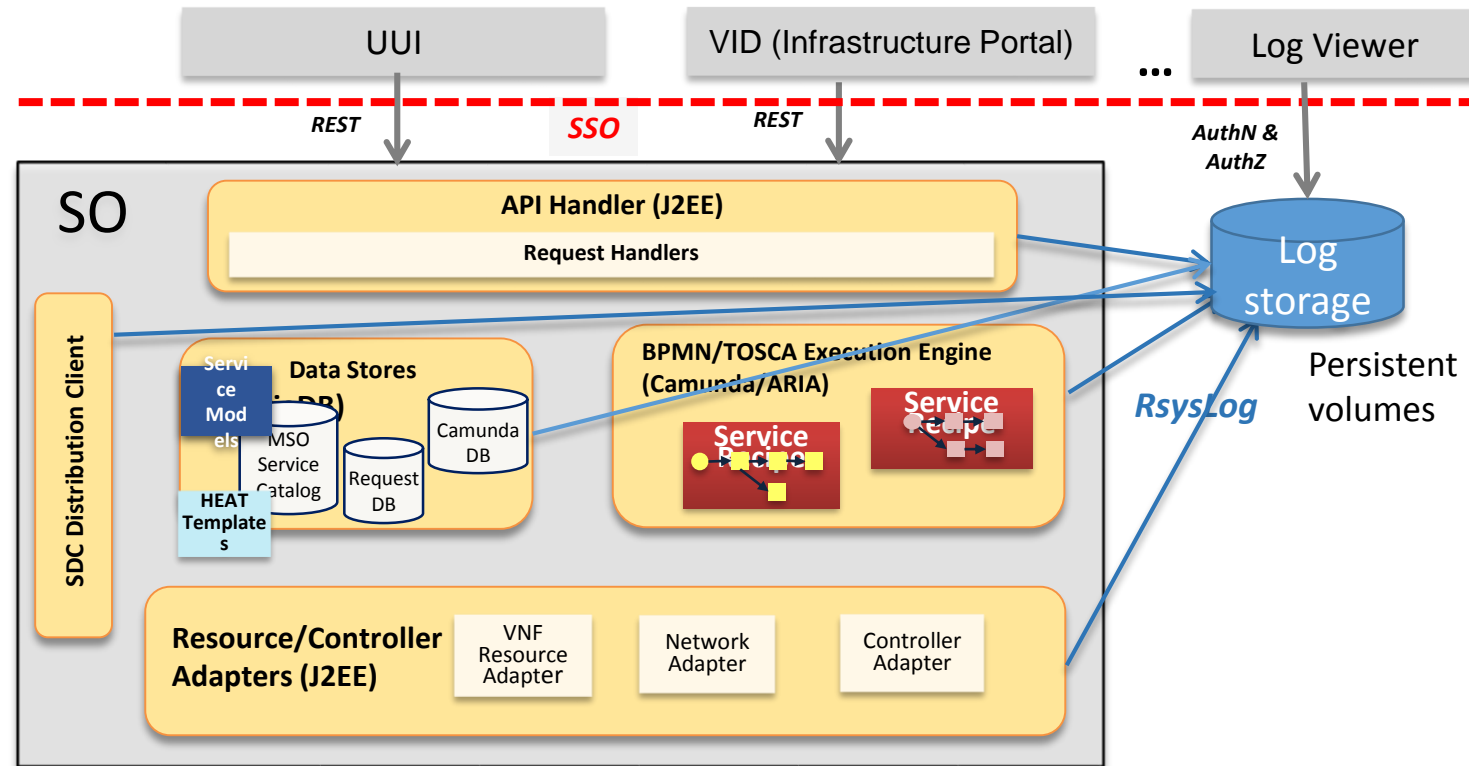 UUI
VID (Infrastructure Portal)
...
Log Viewer
REST
SSO
REST
AuthN &
AuthZ
SO
API Handler (J2EE)
Request Handlers
Log
storage
Persistent
volumes
RsysLog
SDC Distribution Client
Data Stores
DB)
Servi
ce
Mod
els
MSO
Service
Catalog
Request
DB
Camunda
DB
HEAT
Template
s
BPMN/TOSCA Execution Engine
(Camunda/ARIA)
Service
Recipe
Service
Recipe
Resource/Controller
Adapters (J2EE)
VNF
Resource
Adapter
Network
Adapter
Controller
Adapter